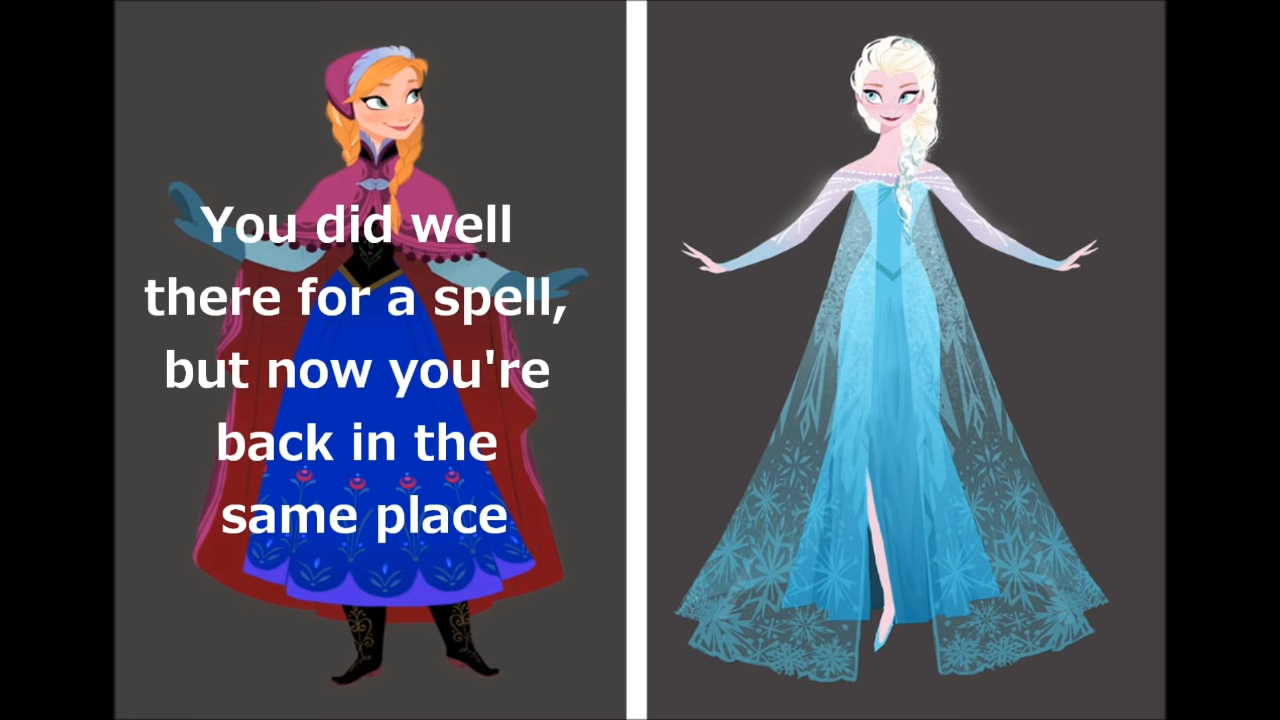 You did well
there for a spell,
but now you're
back in the
same place